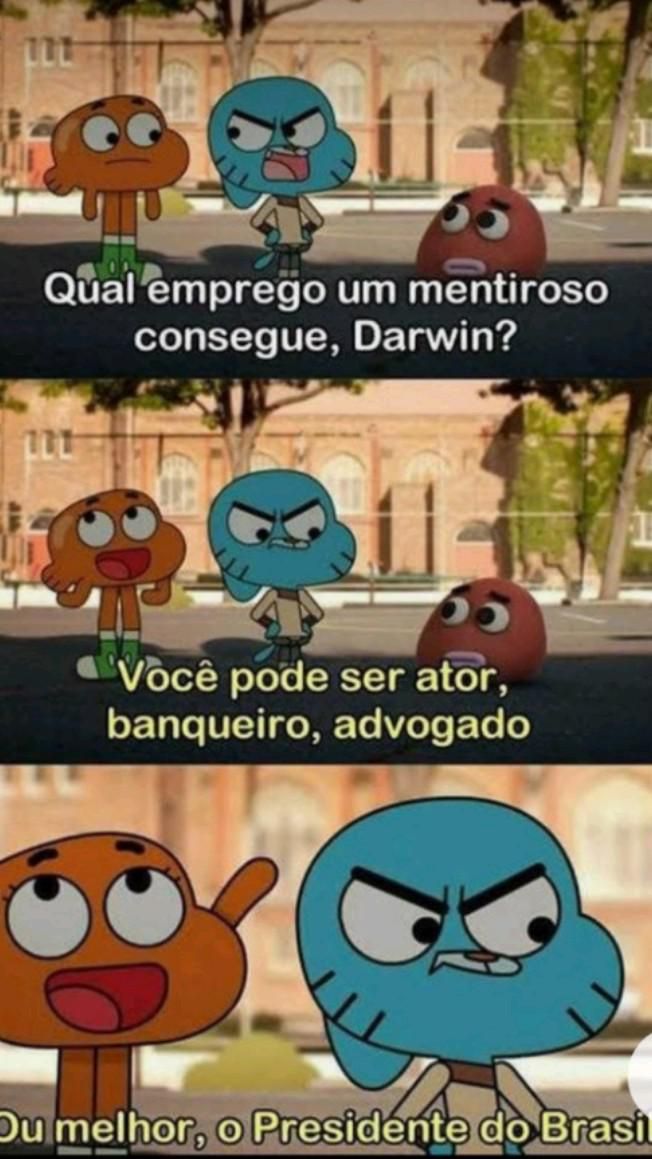 Qual emprego um mentiroso
consegue, Darwin?
Você pode ser ator,
banqueiro, advogado
Ou melhor, o Presidente do Brasil